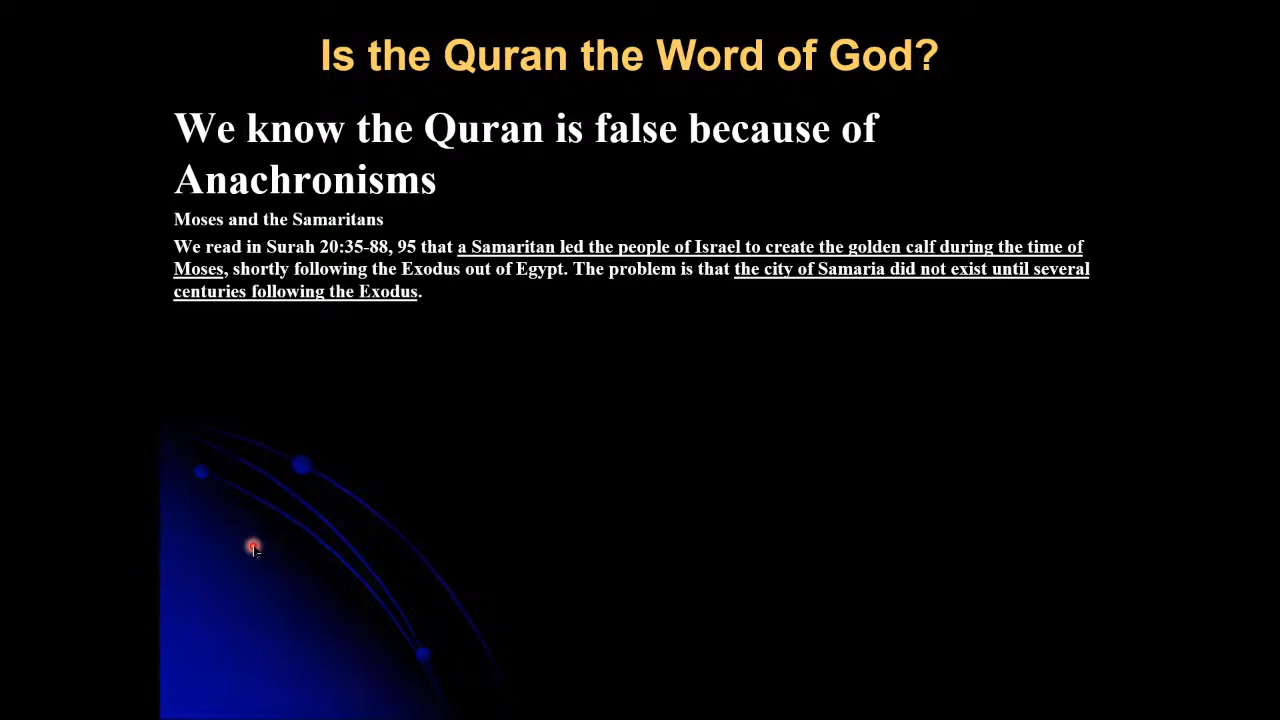 Is the Quran the Word of God?
We know the Quran is false because of
Anachronisms
Moses and the Samaritans
We read in Surah 20:35-88, 95 that a Samaritan led the people of Israel to create the golden calf during the time of
Moses, shortly following the Exodus out of Egypt. The problem is that the city of Samaria did not exist until several
centuries following the Exodus.